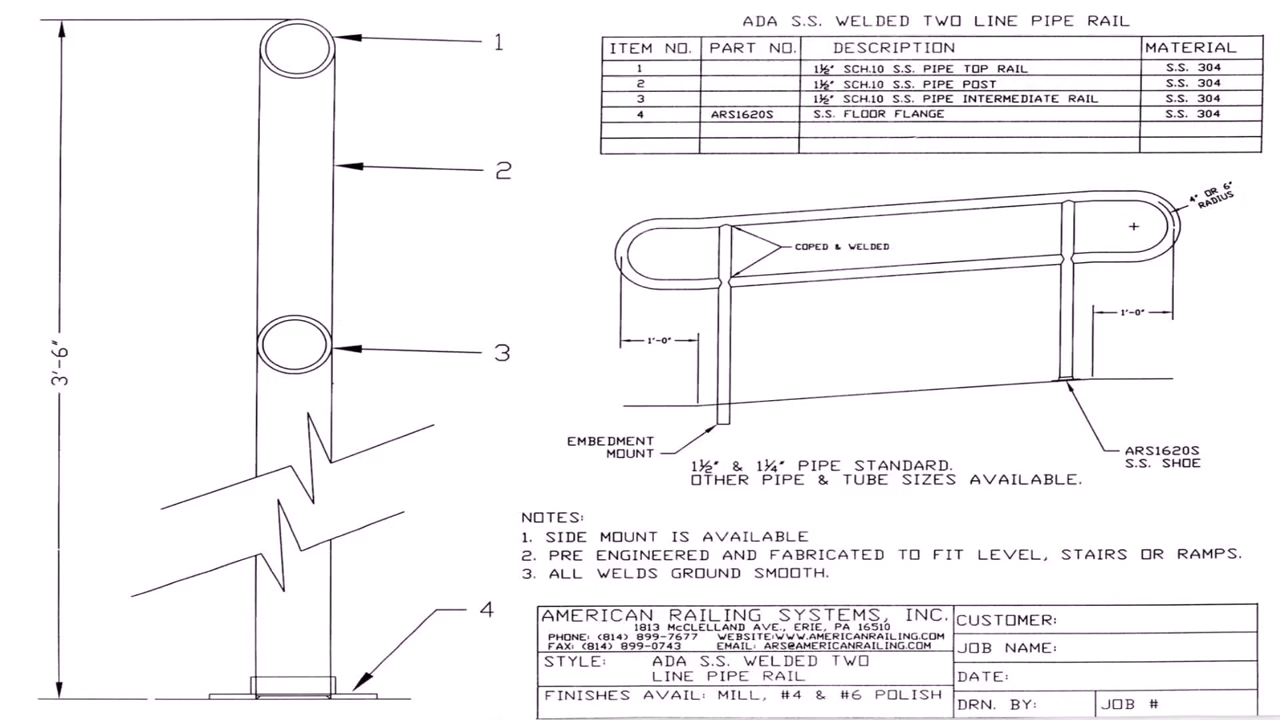 1
2
3
4
3'-6"
ADA S.S. WELDED TWO LINE PIPE RAIL
ITEM NO. PART NO. DESCRIPTION MATERIAL
1 1½" SCH.10 S.S. PIPE TOP RAIL S.S. 304
2 1½" SCH.10 S.S. PIPE POST S.S. 304
3 1½" SCH.10 S.S. PIPE INTERMEDIATE RAIL S.S. 304
4 ARS1620S S.S. FLOOR FLANGE S.S. 304
4" OR 6"
RADIUS
COPED & WELDED
1'-0"
1'-0"
EMBEDMENT
MOUNT
ARS1620S
S.S. SHOE
1½" & 1¼" PIPE STANDARD.
OTHER PIPE & TUBE SIZES AVAILABLE.
NOTES:
1. SIDE MOUNT IS AVAILABLE
2. PRE ENGINEERED AND FABRICATED TO FIT LEVEL, STAIRS OR RAMPS.
3. ALL WELDS GROUND SMOOTH.
AMERICAN RAILING SYSTEMS, INC.
1813 McCLELLAND AVE., ERIE, PA 16510
PHONE: (814) 899-7677 WEBSITE:WWW.AMERICANRAILING.COM
FAX: (814) 899-0743 EMAIL: ARS@AMERICANRAILING.COM
STYLE: ADA S.S. WELDED TWO
LINE PIPE RAIL
FINISHES AVAIL: MILL, #4 & #6 POLISH
CUSTOMER:
JOB NAME:
DATE:
DRN. BY: JOB #